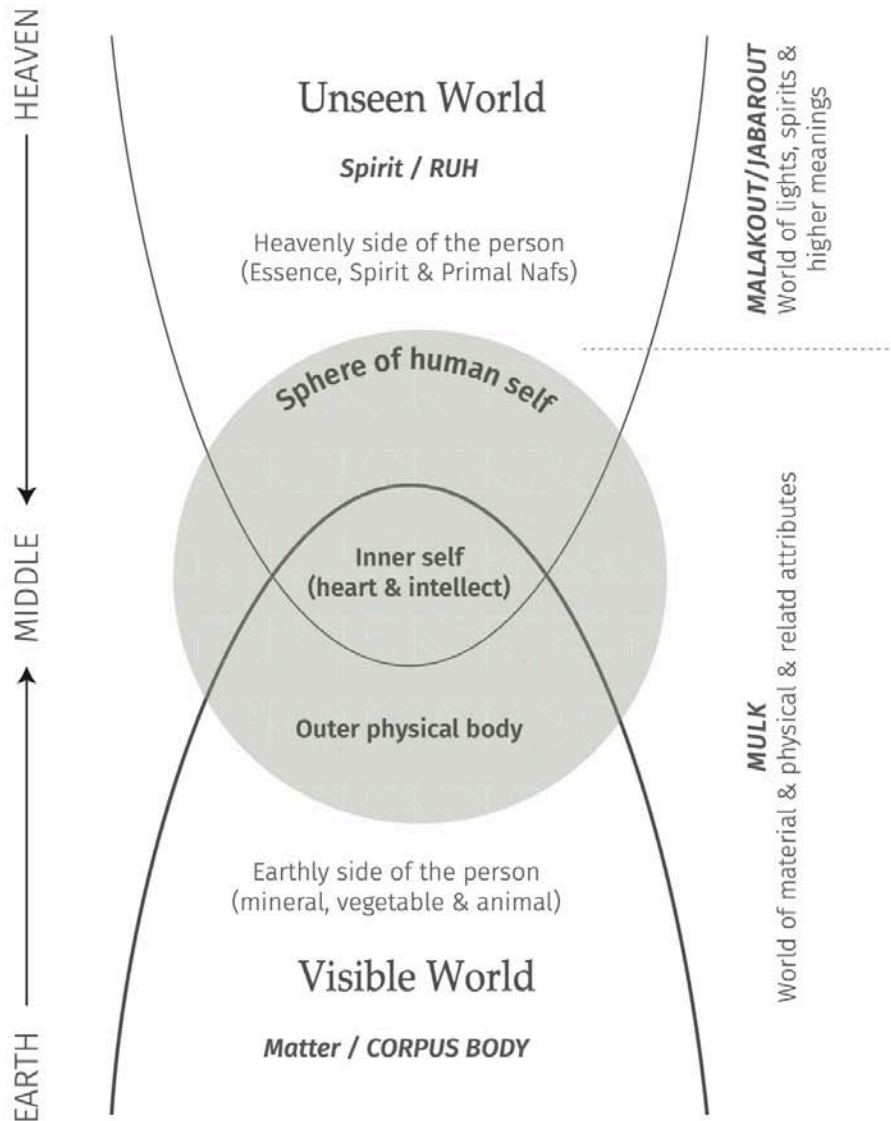 HEAVEN
MIDDLE
EARTH
Unseen World
Spirit / RUH
Heavenly side of the person
(Essence, Spirit & Primal Nafs)
Sphere of human self
Inner self
(heart & intellect)
Outer physical body
Earthly side of the person
(mineral, vegetable & animal)
Visible World
Matter / CORPUS BODY
MALAKOUT/JABAROUT
World of lights, spirits &
higher meanings
MULK
World of material & physical & relatd attributes